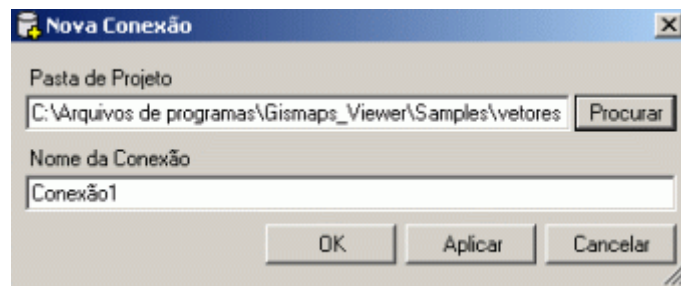 Nova Conexão
Pasta de Projeto
C:\Arquivos de programas\Gismaps_Viewer\Samples\vetores Procurar
Nome da Conexão
Conexão1
OK Aplicar Cancelar